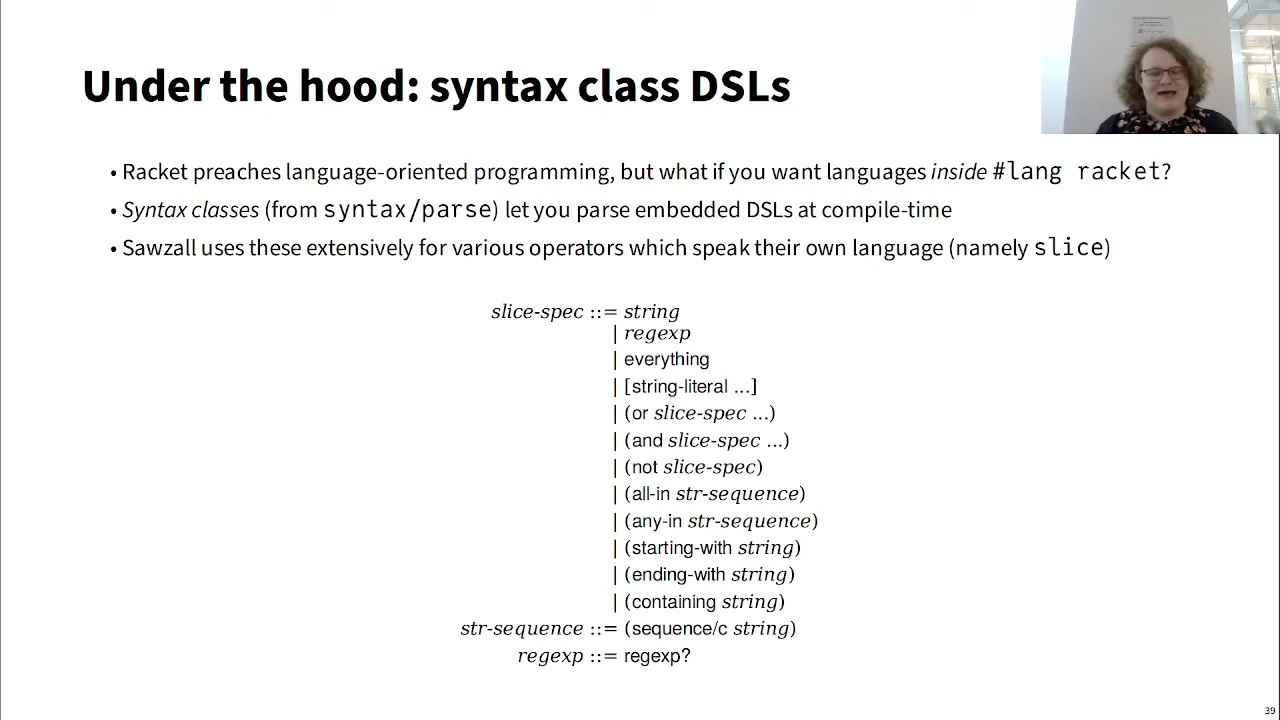 Under the hood: syntax class DSLs
• Racket preaches language-oriented programming, but what if you want languages inside #lang racket?
• Syntax classes (from syntax/parse) let you parse embedded DSLs at compile-time
• Sawzall uses these extensively for various operators which speak their own language (namely slice)
slice-spec ::= string
| regexp
| everything
| [string-literal ...]
| (or slice-spec ...)
| (and slice-spec ...)
| (not slice-spec)
| (all-in str-sequence)
| (any-in str-sequence)
| (starting-with string)
| (ending-with string)
| (containing string)
str-sequence ::= (sequence/c string)
regexp ::= regexp?
39